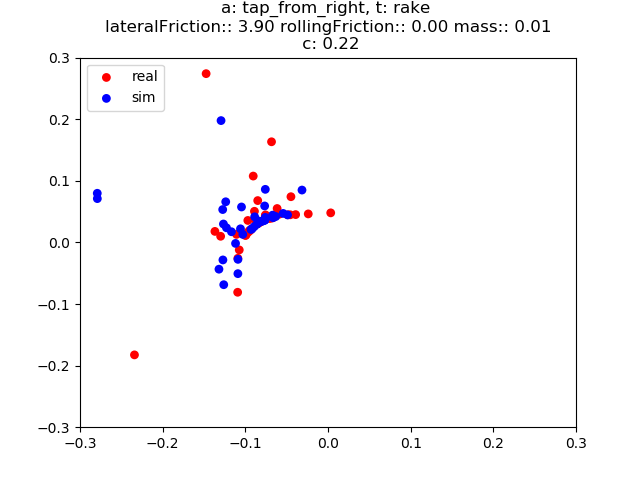 a: tap_from_right, t: rake
lateralFriction:: 3.90 rollingFriction:: 0.00 mass:: 0.01
c: 0.22
real
sim
0.3
0.2
0.1
0.0
−0.1
−0.2
−0.3
−0.3
−0.2
−0.1
0.0
0.1
0.2
0.3